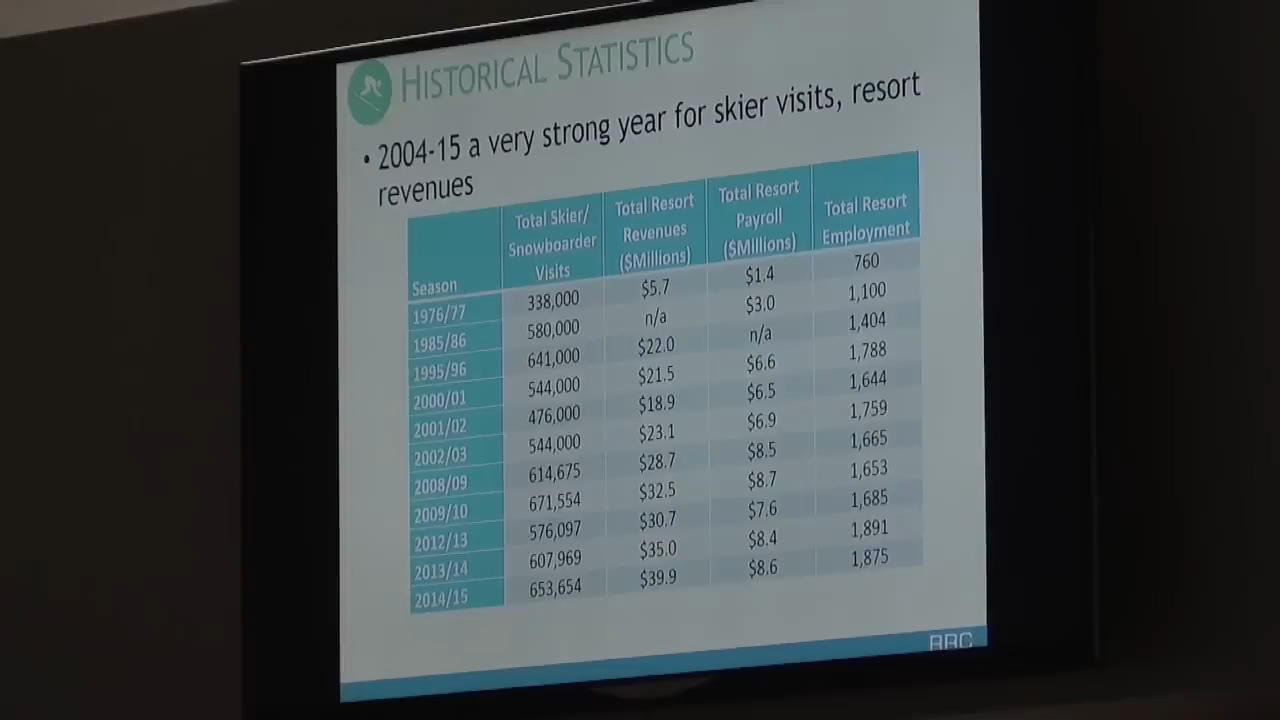 HISTORICAL STATISTICS
• 2004-15 a very strong year for skier visits, resort
revenues
Season | Total Skier/ Snowboarder Visits | Total Resort Revenues ($Millions) | Total Resort Payroll ($Millions) | Total Resort Employment
1976/77 | 338,000 | $5.7 | $1.4 | 760
1985/86 | 580,000 | n/a | $3.0 | 1,100
1995/96 | 641,000 | $22.0 | n/a | 1,404
2000/01 | 544,000 | $21.5 | $6.6 | 1,788
2001/02 | 476,000 | $18.9 | $6.5 | 1,644
2002/03 | 544,000 | $23.1 | $6.9 | 1,759
2008/09 | 614,675 | $28.7 | $8.5 | 1,665
2009/10 | 671,554 | $32.5 | $8.7 | 1,653
2012/13 | 576,097 | $30.7 | $7.6 | 1,685
2013/14 | 607,969 | $35.0 | $8.4 | 1,891
2014/15 | 653,654 | $39.9 | $8.6 | 1,875
RRC